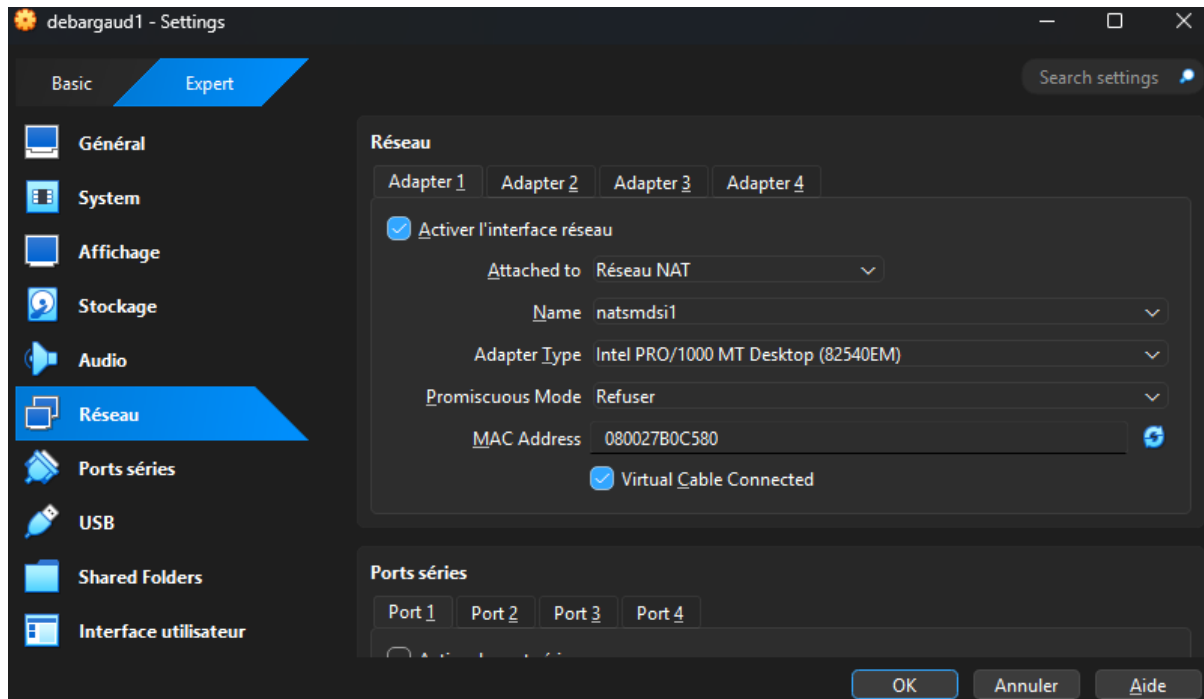 debargaud1 - Settings
Basic
Expert
Search settings
Général
System
Affichage
Stockage
Audio
Réseau
Ports séries
USB
Shared Folders
Interface utilisateur
Réseau
Adapter 1 Adapter 2 Adapter 3 Adapter 4
Activer l'interface réseau
Attached to Réseau NAT
Name natsmdsi1
Adapter Type Intel PRO/1000 MT Desktop (82540EM)
Promiscuous Mode Refuser
MAC Address 080027B0C580
Virtual Cable Connected
Ports séries
Port 1 Port 2 Port 3 Port 4
OK Annuler Aide